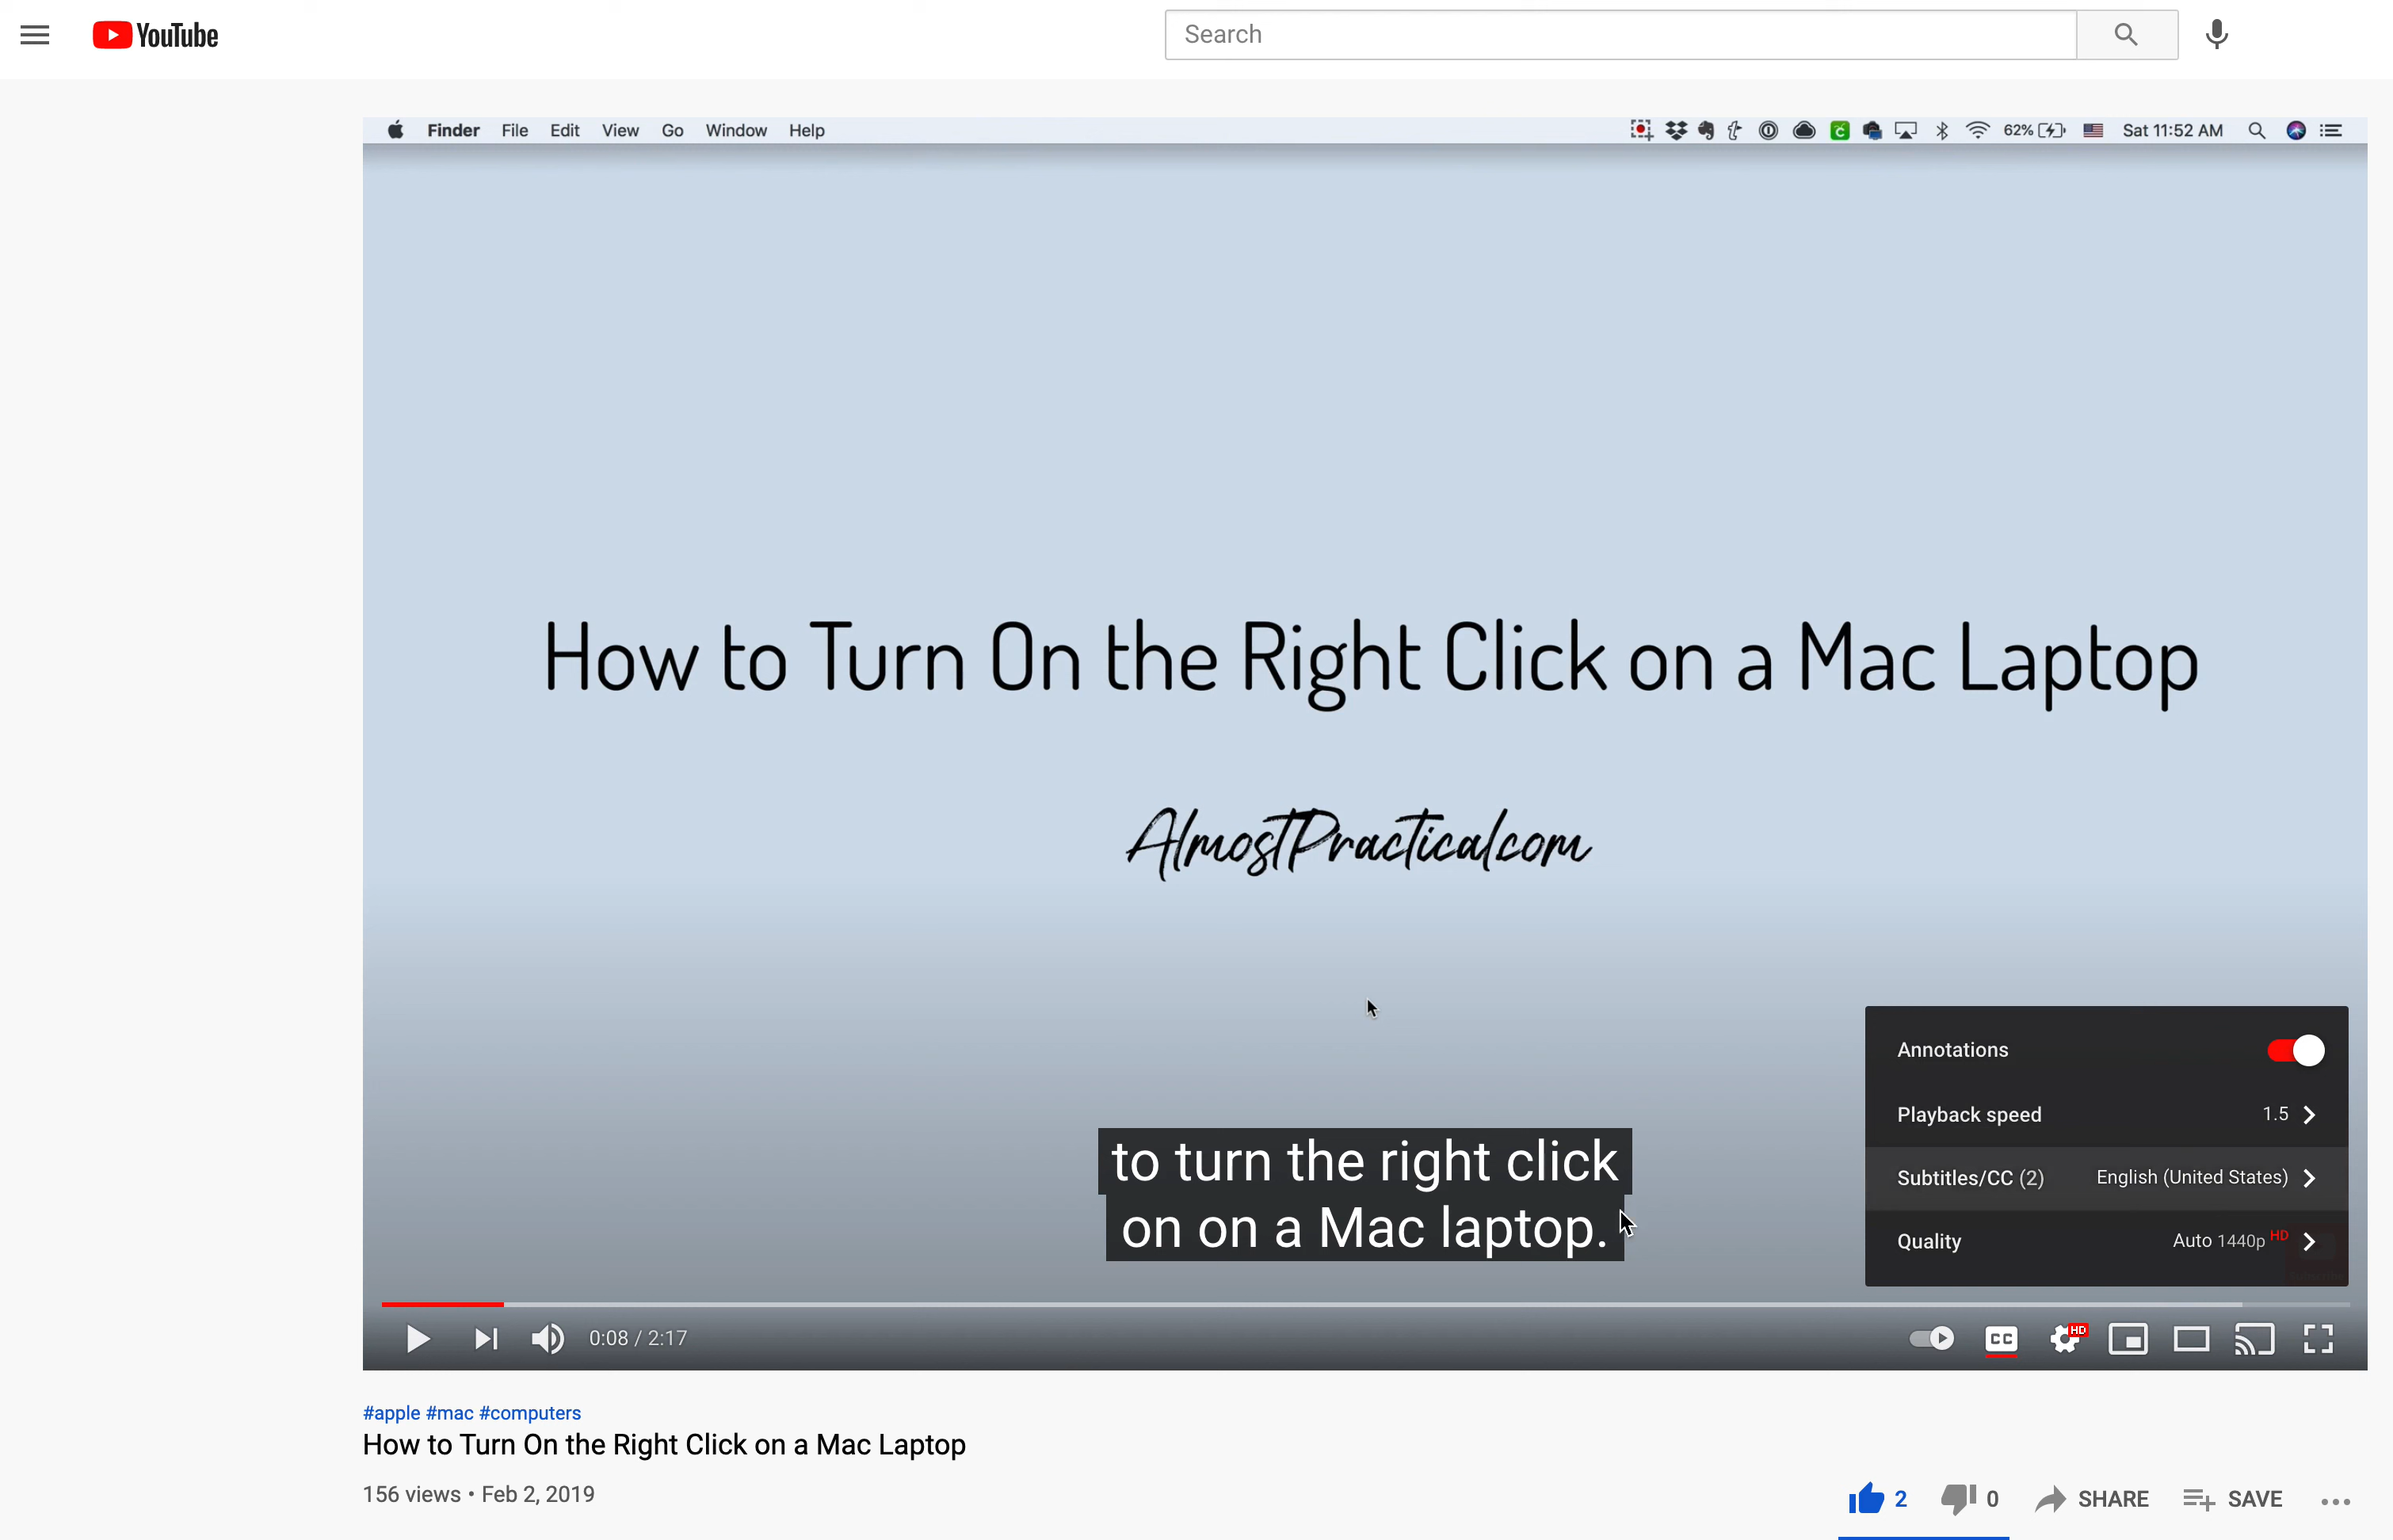 YouTube
Search
Finder File Edit View Go Window Help
62% Sat 11:52 AM
How to Turn On the Right Click on a Mac Laptop
AlmostPractical.com
Annotations
Playback speed 1.5
Subtitles/CC (2) English (United States)
Quality Auto 1440p HD
to turn the right click
on on a Mac laptop.
0:08 / 2:17
CC HD
#apple #mac #computers
How to Turn On the Right Click on a Mac Laptop
156 views • Feb 2, 2019
2 0 SHARE SAVE